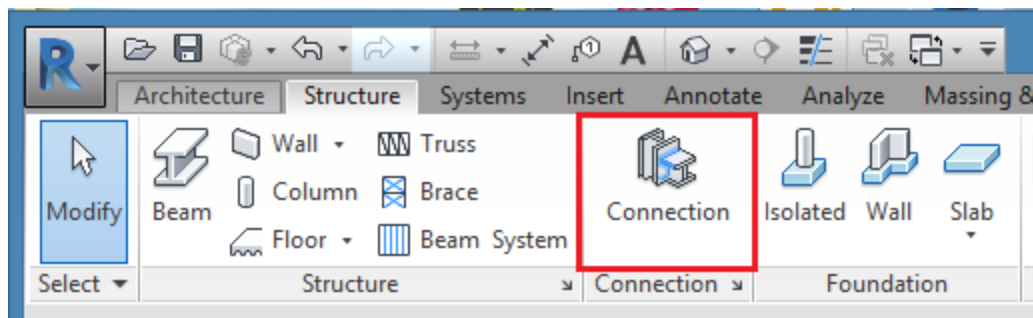 R
A
Architecture Structure Systems Insert Annotate Analyze Massing &
Modify Beam Wall Truss
Column Brace
Floor Beam System
Connection
Isolated Wall Slab
Select Structure Connection Foundation